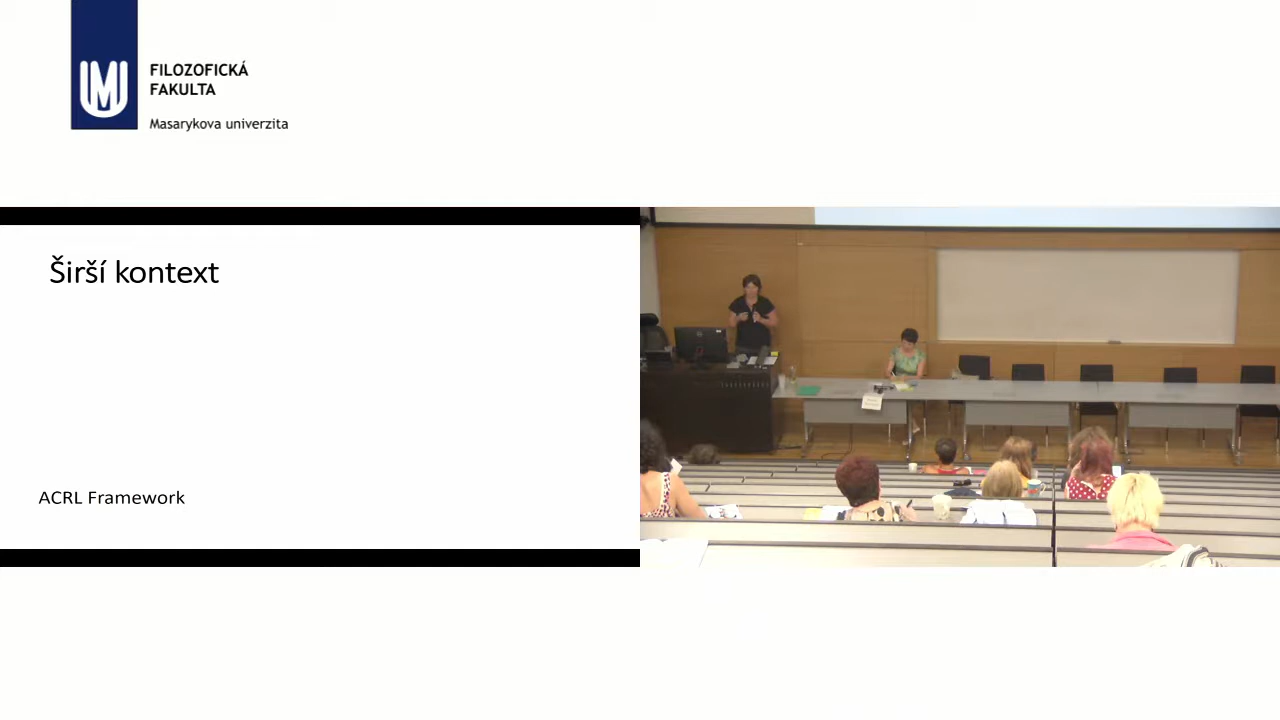 FILOZOFICKÁ
FAKULTA
Masarykova univerzita
Širší kontext
ACRL Framework